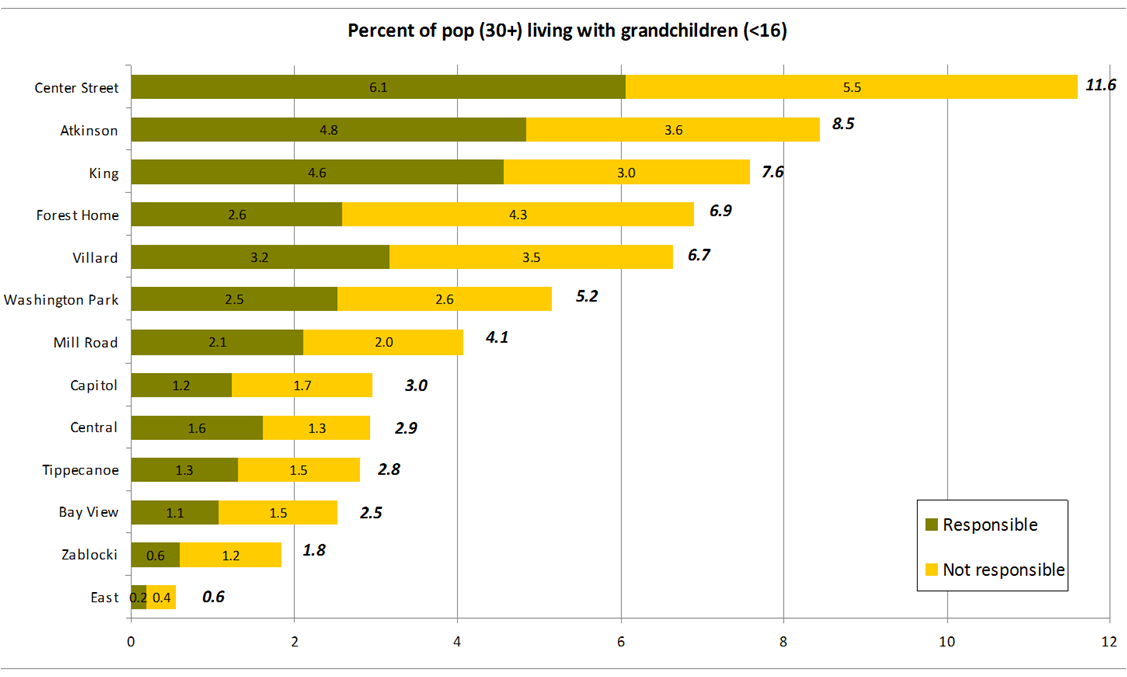 Percent of pop (30+) living with grandchildren (<16)
Center Street 6.1 5.5 11.6
Atkinson 4.8 3.6 8.5
King 4.6 3.0 7.6
Forest Home 2.6 4.3 6.9
Villard 3.2 3.5 6.7
Washington Park 2.5 2.6 5.2
Mill Road 2.1 2.0 4.1
Capitol 1.2 1.7 3.0
Central 1.6 1.3 2.9
Tippecanoe 1.3 1.5 2.8
Bay View 1.1 1.5 2.5
Zablocki 0.6 1.2 1.8
East 0.2 0.4 0.6
Responsible
Not responsible
0 2 4 6 8 10 12